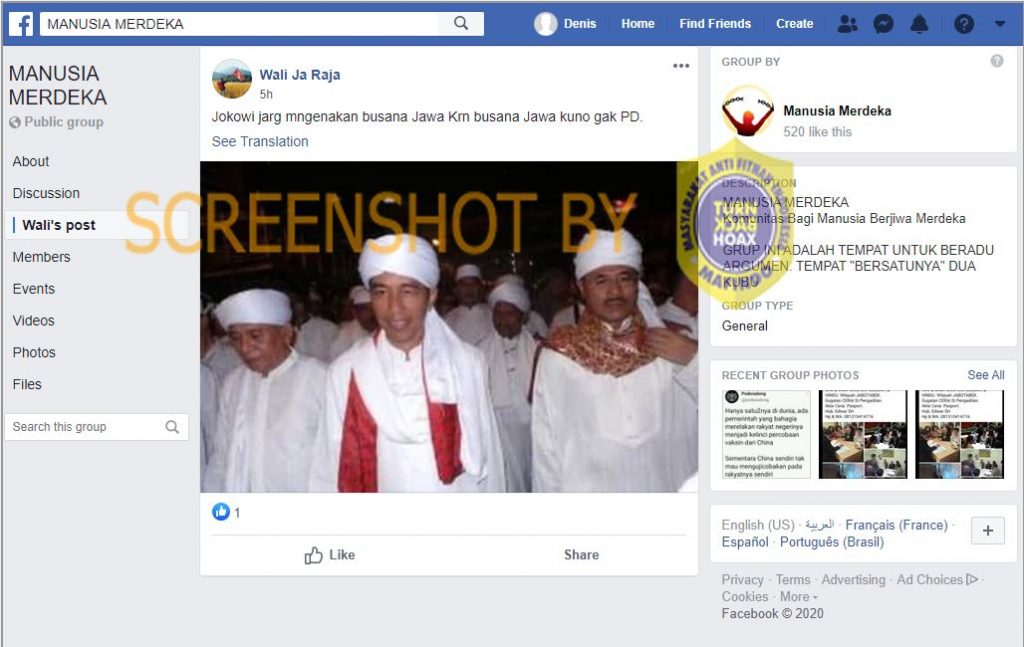 MANUSIA MERDEKA
Denis
Home
Find Friends
Create
MANUSIA
MERDEKA
Public group
About
Discussion
Wali's post
Members
Events
Videos
Photos
Files
Search this group
Wali Ja Raja
5h
Jokowi jarg mngenakan busana Jawa Krn busana Jawa kuno gak PD.
See Translation
SCREENSHOT BY
MASYARAKAT ANTI FITNAH
TURN
BACK
HOAX
MAFINDO
1
Like
Share
GROUP BY
Manusia Merdeka
520 like this
DESCRIPTION
MANUSIA MERDEKA
Komunitas Bagi Manusia Berjiwa Merdeka
GRUP INI ADALAH TEMPAT UNTUK BERADU
ARGUMEN. TEMPAT "BERSATUNYA" DUA
KUBU
GROUP TYPE
General
RECENT GROUP PHOTOS
See All
Hanya satu2nya di dunia, ada
pemerintah yang bahagia
merelakan rakyat negerinya
menjadi kelinci percobaan
vaksin dari China
Sementara China sendiri tak
mau mengujicobakan pada
rakyatnya sendiri
English (US) · العربية · Français (France) ·
Español · Português (Brasil)
Privacy · Terms · Advertising · Ad Choices ·
Cookies · More
Facebook © 2020